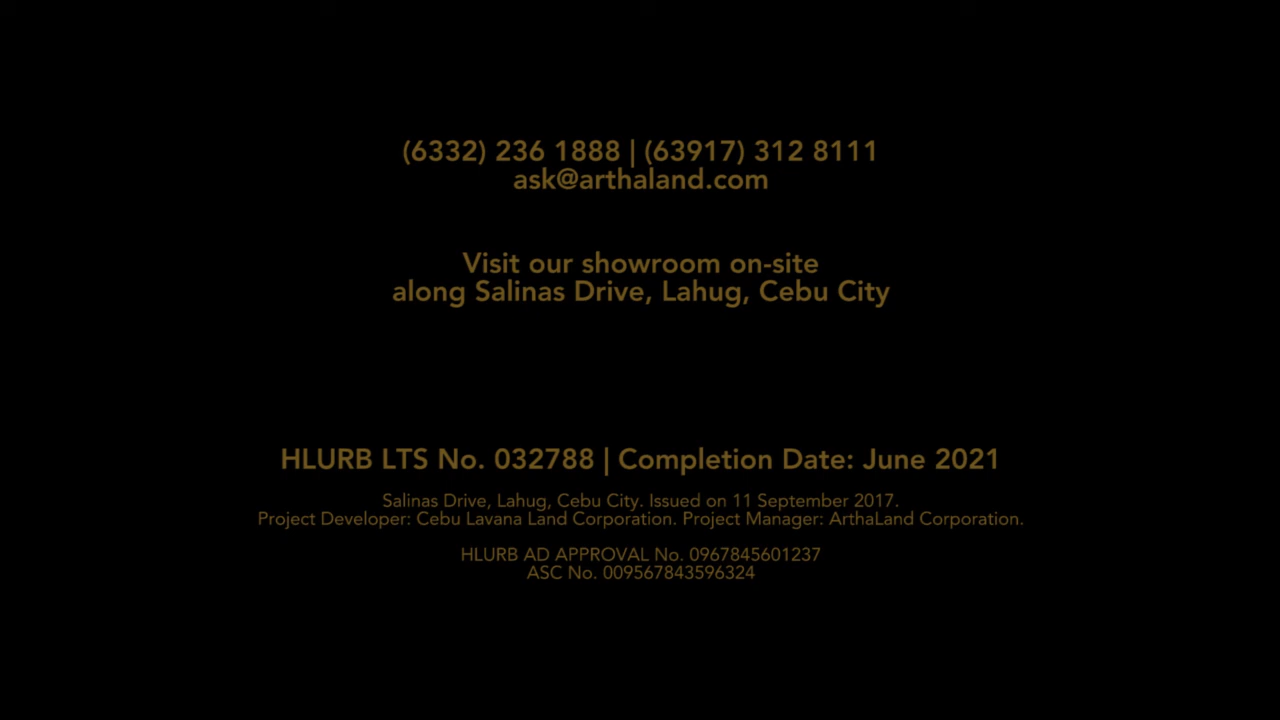 (6332) 236 1888 | (63917) 312 8111
ask@arthaland.com
Visit our showroom on-site
along Salinas Drive, Lahug, Cebu City
HLURB LTS No. 032788 | Completion Date: June 2021
Salinas Drive, Lahug, Cebu City. Issued on 11 September 2017.
Project Developer: Cebu Lavana Land Corporation. Project Manager: ArthaLand Corporation.
HLURB AD APPROVAL No. 0967845601237
ASC No. 009567843596324